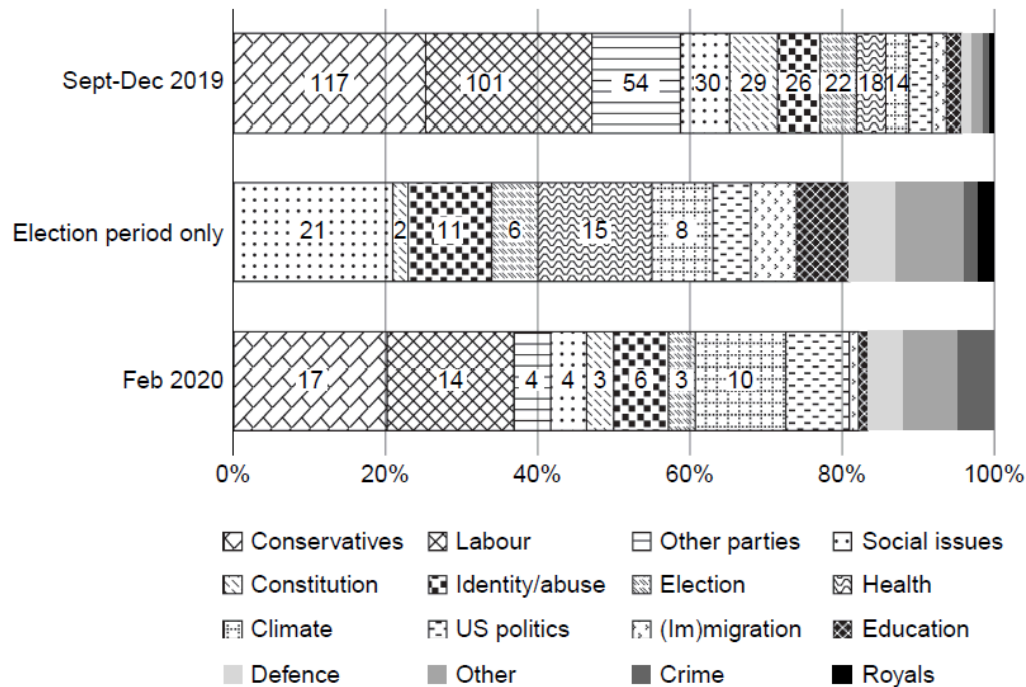 Sept-Dec 2019
117 101 54 30 29 26 22 18 14
Election period only
21 2 11 6 15 8
Feb 2020
17 14 4 4 3 6 3 10
0% 20% 40% 60% 80% 100%
Conservatives Labour Other parties Social issues
Constitution Identity/abuse Election Health
Climate US politics (Im)migration Education
Defence Other Crime Royals